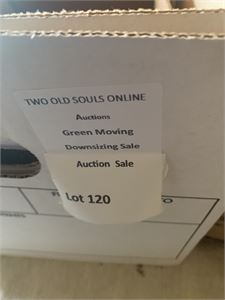 TWO OLD SOULS ONLINE
Auctions
Green Moving
Downsizing Sale
Auction Sale
Lot 120